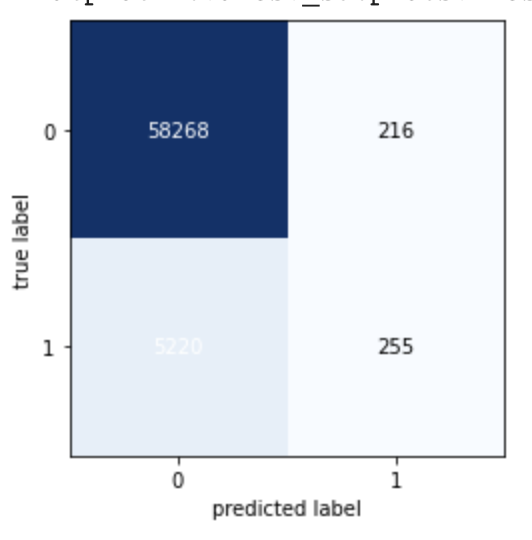 0 58268 216
true label
1 5220 255
0 1
predicted label